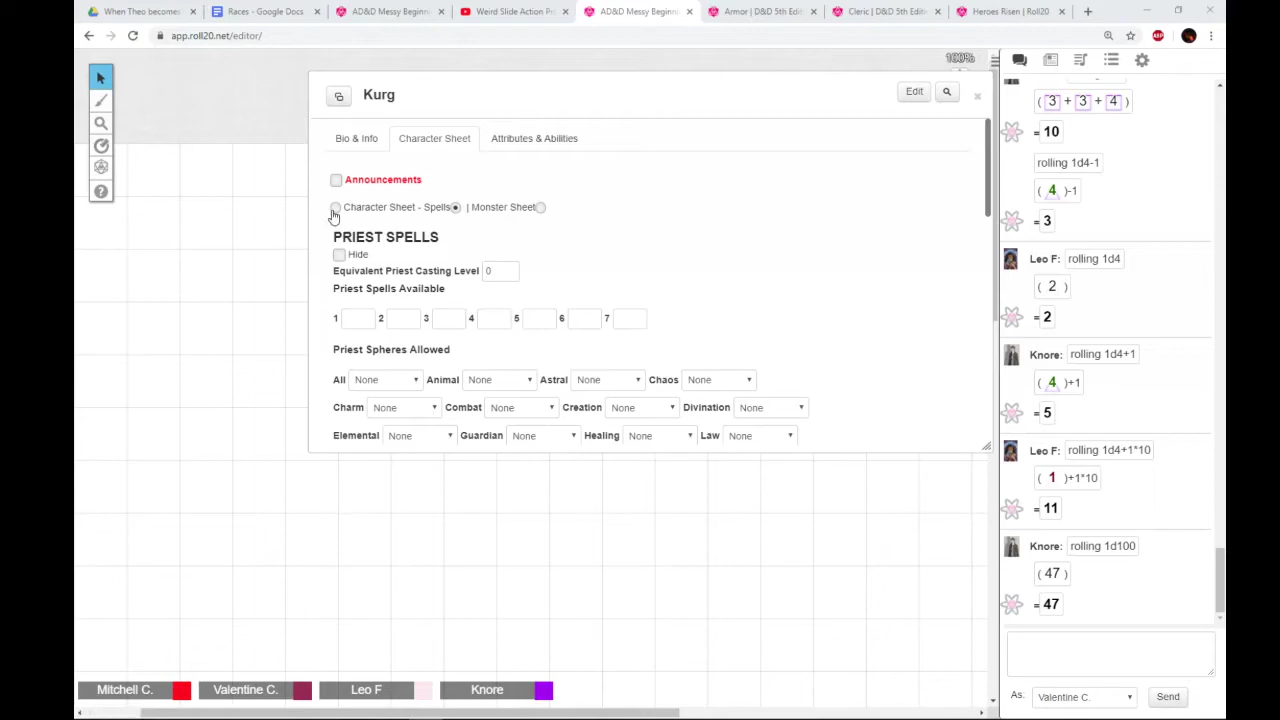 When Theo becomes
Races - Google Docs
AD&D Messy Beginni
Weird Slide Action Po
AD&D Messy Beginni
Armor | D&D 5th Editi
Cleric | D&D 5th Editi
Heroes Risen | Roll20
app.roll20.net/editor/
ABP
100%
Kurg
Edit
Bio & Info
Character Sheet
Attributes & Abilities
Announcements
Character Sheet - Spells | Monster Sheet
PRIEST SPELLS
Hide
Equivalent Priest Casting Level 0
Priest Spells Available
1 2 3 4 5 6 7
Priest Spheres Allowed
All None Animal None Astral None Chaos None
Charm None Combat None Creation None Divination None
Elemental None Guardian None Healing None Law None
( 3 + 3 + 4 )
= 10
rolling 1d4-1
( 4 )-1
= 3
Leo F: rolling 1d4
( 2 )
= 2
Knore: rolling 1d4+1
( 4 )+1
= 5
Leo F: rolling 1d4+1*10
( 1 )+1*10
= 11
Knore: rolling 1d100
( 47 )
= 47
As: Valentine C. Send
Mitchell C. Valentine C. Leo F Knore